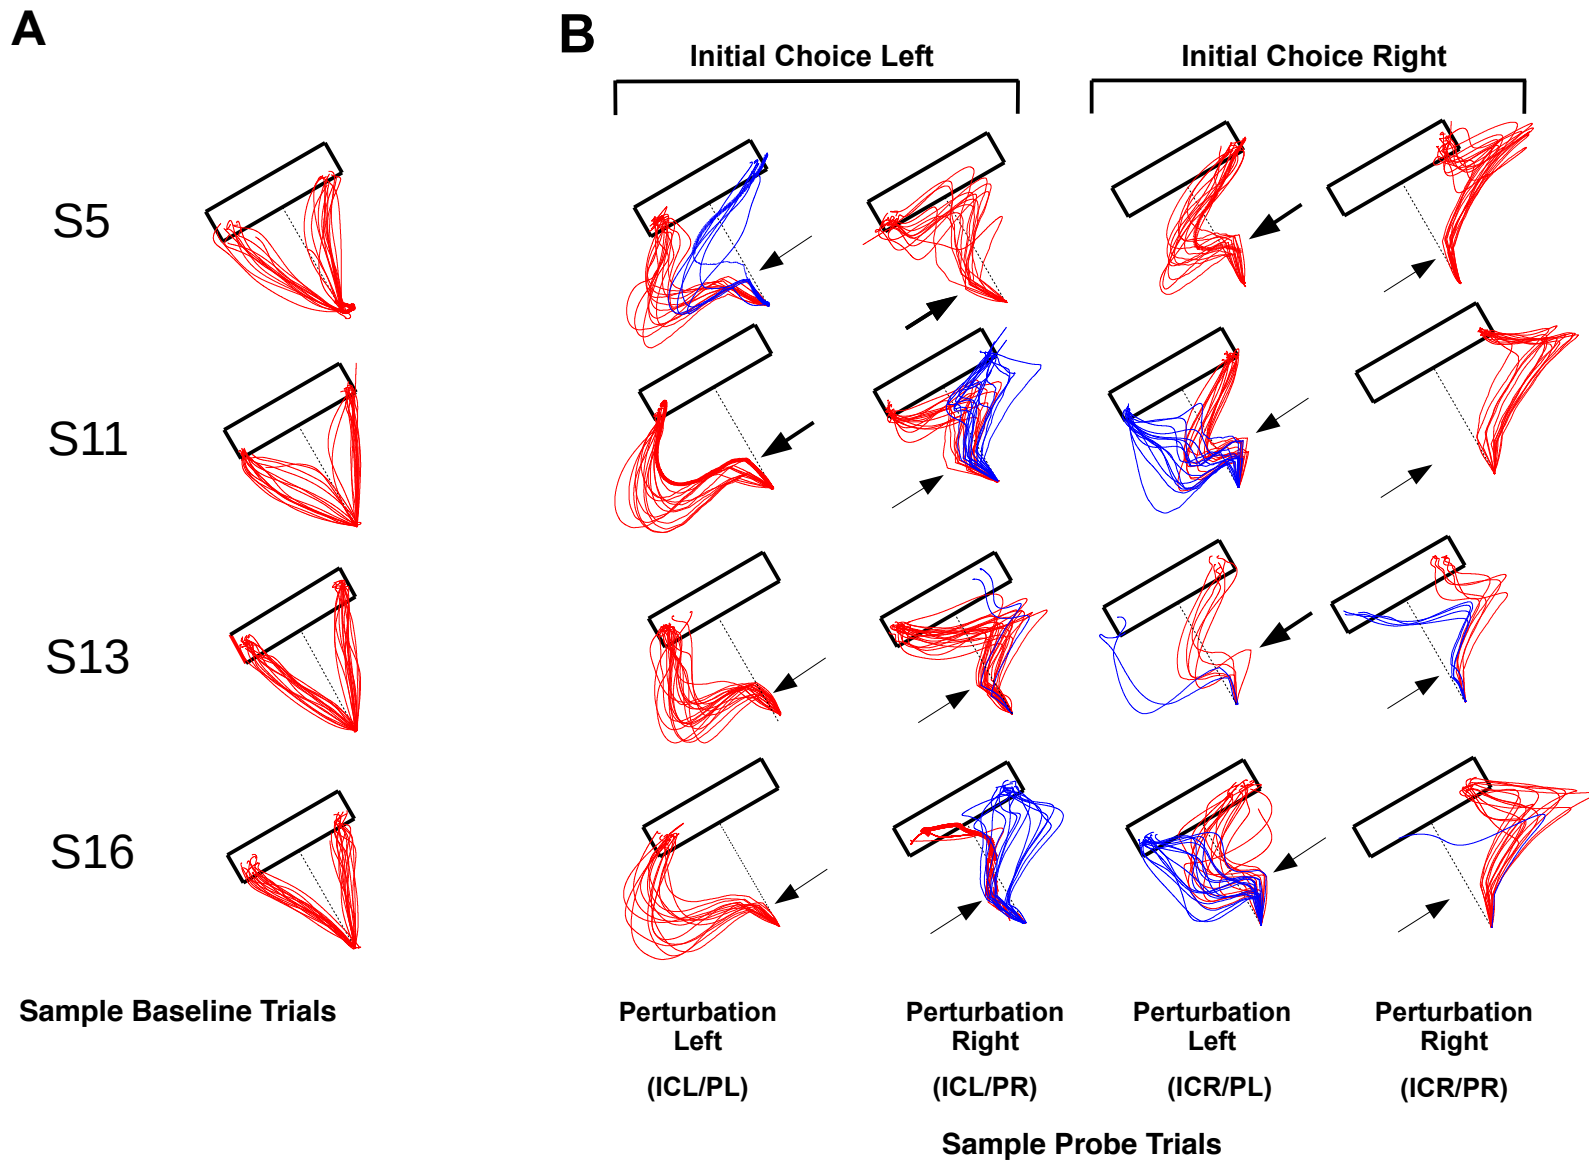 A
B
Initial Choice Left
Initial Choice Right
S5
S11
S13
S16
Sample Baseline Trials
Perturbation
Left
(ICL/PL)
Perturbation
Right
(ICL/PR)
Perturbation
Left
(ICR/PL)
Perturbation
Right
(ICR/PR)
Sample Probe Trials